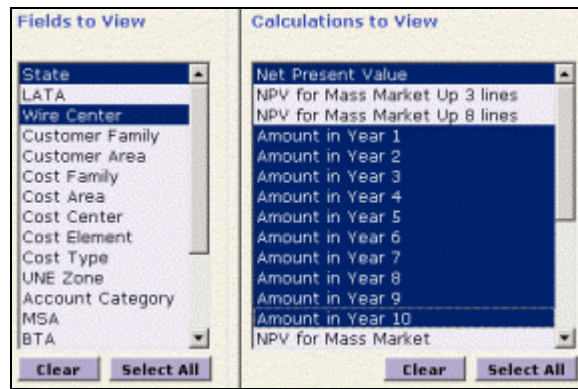 Fields to View
State
LATA
Wire Center
Customer Family
Customer Area
Cost Family
Cost Area
Cost Center
Cost Element
Cost Type
UNE Zone
Account Category
MSA
BTA
Clear
Select All
Calculations to View
Net Present Value
NPV for Mass Market Up 3 lines
NPV for Mass Market Up 8 lines
Amount in Year 1
Amount in Year 2
Amount in Year 3
Amount in Year 4
Amount in Year 5
Amount in Year 6
Amount in Year 7
Amount in Year 8
Amount in Year 9
Amount in Year 10
NPV for Mass Market
Clear
Select All